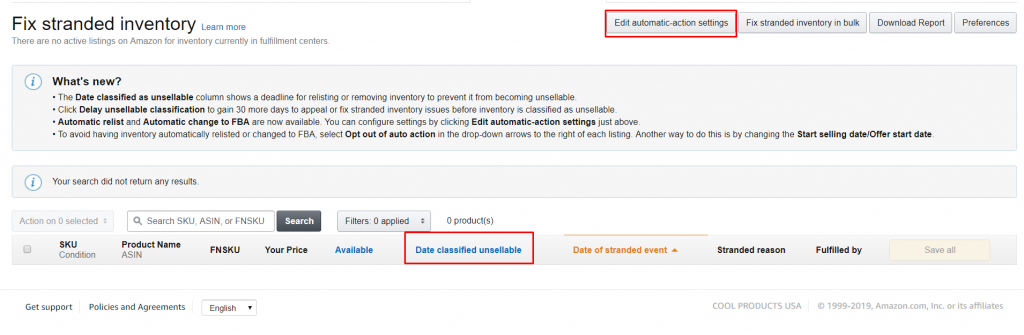 Fix stranded inventory Learn more
Edit automatic-action settings Fix stranded inventory in bulk Download Report Preferences
There are no active listings on Amazon for inventory currently in fulfillment centers.
What's new?
• The Date classified as unsellable column shows a deadline for relisting or removing inventory to prevent it from becoming unsellable.
• Click Delay unsellable classification to gain 30 more days to appeal or fix stranded inventory issues before inventory is classified as unsellable.
• Automatic relist and Automatic change to FBA are now available. You can configure settings by clicking Edit automatic-action settings just above.
• To avoid having inventory automatically relisted or changed to FBA, select Opt out of auto action in the drop-down arrows to the right of each listing. Another way to do this is by changing the Start selling date/Offer start date.
Your search did not return any results.
Action on 0 selected Search SKU, ASIN, or FNSKU Search Filters: 0 applied 0 product(s)
SKU Product Name FNSKU Your Price Available Date classified unsellable Date of stranded event Stranded reason Fulfilled by Save all
Condition ASIN
Get support Policies and Agreements English COOL PRODUCTS USA © 1999-2019, Amazon.com, Inc. or its affiliates